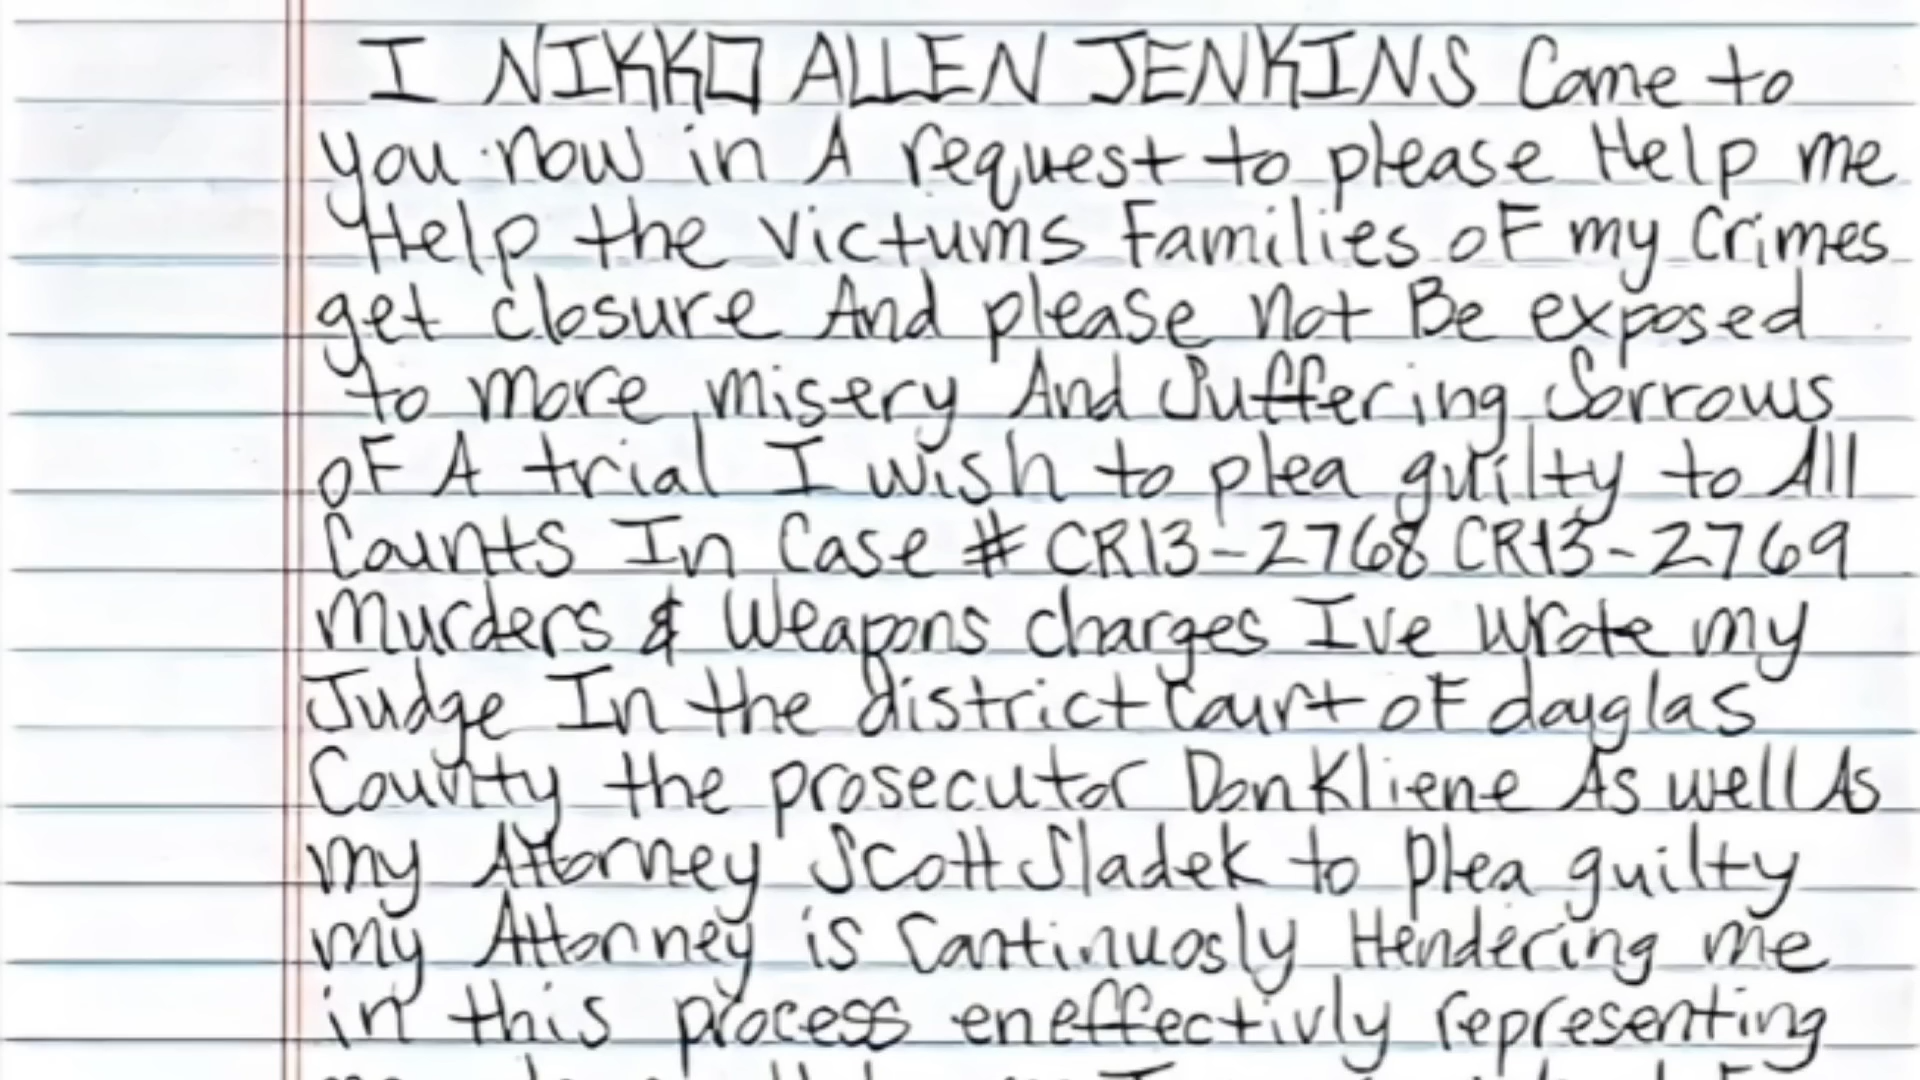 I NIKKO ALLEN JENKINS Came to
you now in A request to please Help me
Help the victums Families of my Crimes
get closure And please Not Be exposed
to more misery And Suffering Sorrows
of A trial I wish to plea guilty to All
Counts In Case # CR13-2768 CR13-2769
Murders & Weapons charges Ive Wrote my
Judge In the district Court of douglas
County the prosecutor Don Kliene As well As
my Attorney Scott Sladek to plea guilty
my Attonney is Continuosly Hendering me
in this process eneffectivly representing